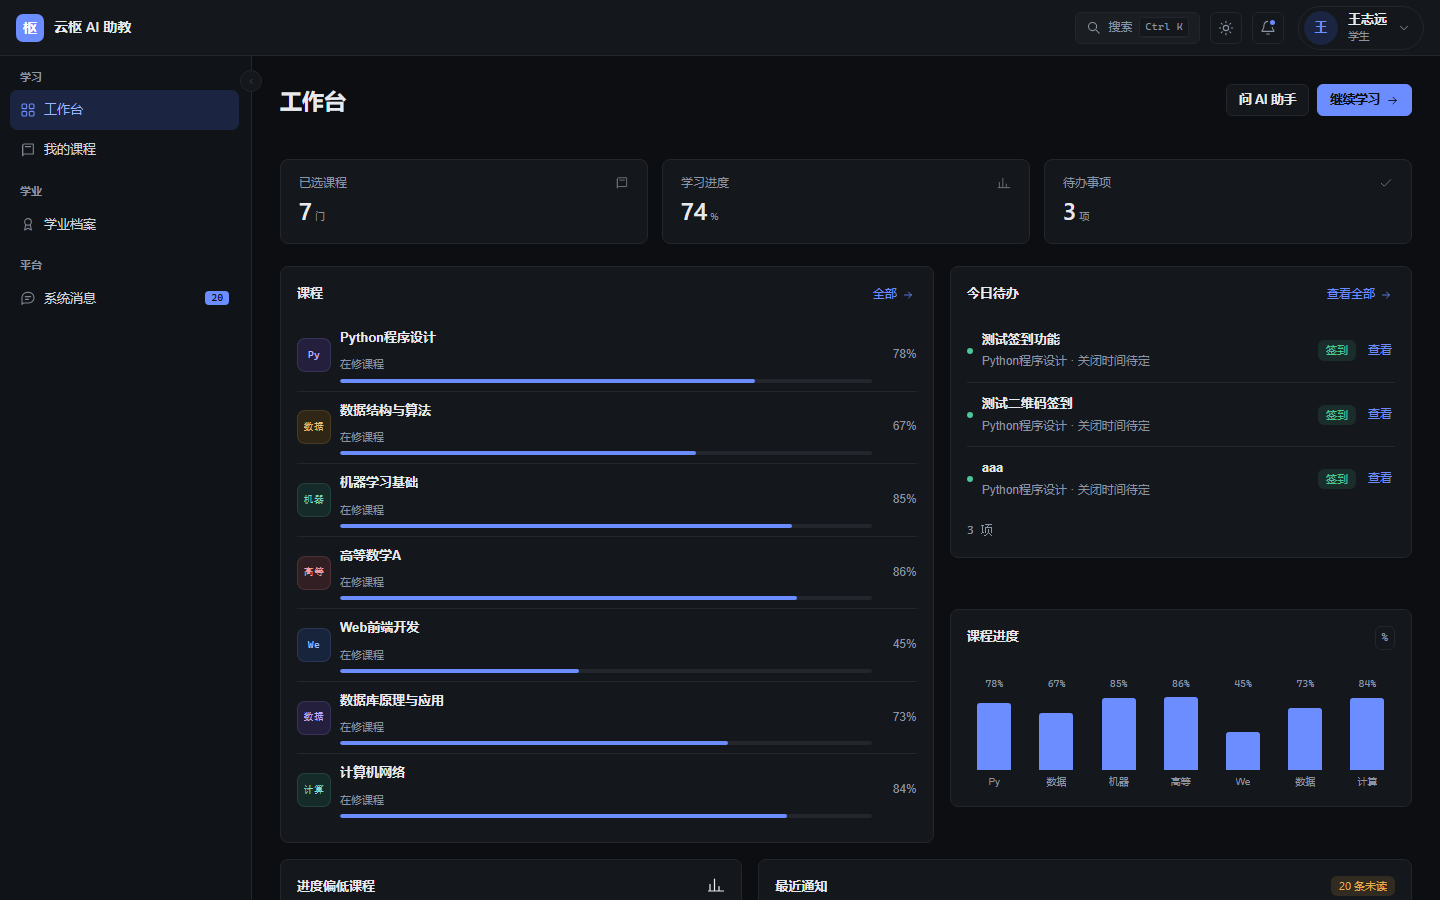 枢 云枢 AI 助教
搜索 Ctrl K
王 王志远
学生
学习
工作台
我的课程
学业
学业档案
平台
系统消息 20
工作台
问 AI 助手
继续学习 →
已选课程
7 门
学习进度
74 %
待办事项
3 项
课程 全部 →
Py Python程序设计
在修课程
78%
数据 数据结构与算法
在修课程
67%
机器 机器学习基础
在修课程
85%
高等 高等数学A
在修课程
86%
We Web前端开发
在修课程
45%
数据 数据库原理与应用
在修课程
73%
计算 计算机网络
在修课程
84%
今日待办 查看全部 →
测试签到功能
Python程序设计 · 关闭时间待定
签到 查看
测试二维码签到
Python程序设计 · 关闭时间待定
签到 查看
aaa
Python程序设计 · 关闭时间待定
签到 查看
3 项
课程进度 %
78% 67% 85% 86% 45% 73% 84%
Py 数据 机器 高等 We 数据 计算
进度偏低课程
最近通知 20 条未读